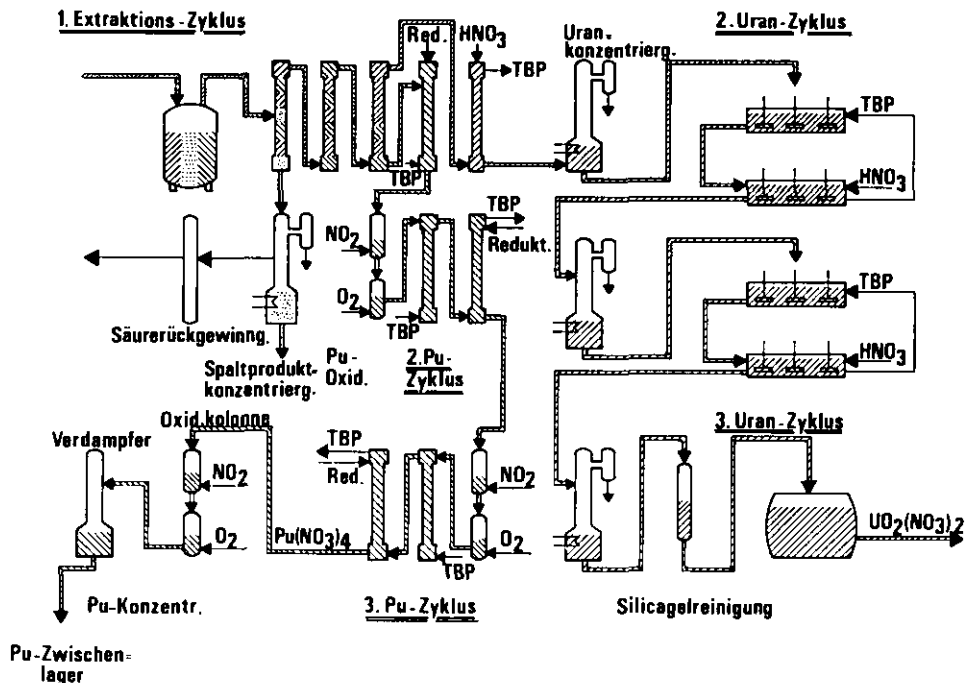 1. Extraktions-Zyklus
2. Uran-Zyklus
Red.
HNO3
Uran-
konzentrierg.
TBP
TBP
TBP
HNO3
NO2
O2
TBP
TBP
Redukt.
Säurerückgewinng.
Spaltprodukt-
konzentrierg.
Pu-
Oxid.
2.Pu-
Zyklus
TBP
HNO3
3. Uran-Zyklus
Verdampfer
Oxid.kolonne
NO2
O2
Pu(NO3)4
TBP
Red.
NO2
O2
TBP
UO2(NO3)2
Pu-Konzentr.
3. Pu-Zyklus
Silicagelreinigung
Pu-Zwischen=
lager